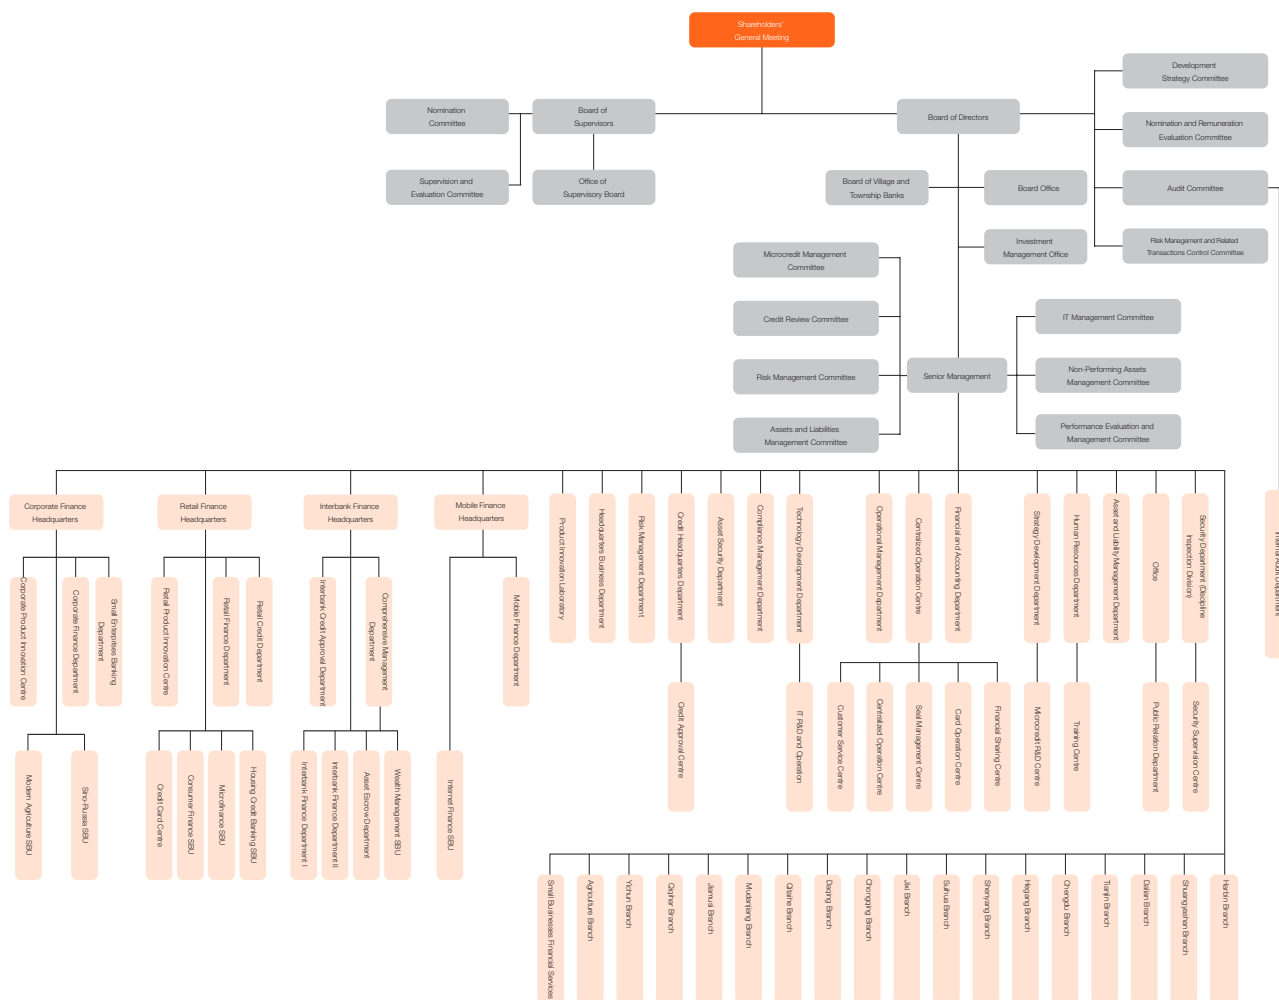 Shareholders'
General Meeting
Development
Strategy Committee
Nomination
Committee
Board of
Supervisors
Board of Directors
Nomination and Remuneration
Evaluation Committee
Supervision and
Evaluation Committee
Office of
Supervisory Board
Board of Village and
Township Banks
Board Office
Audit Committee
Investment
Management Office
Risk Management and Related
Transactions Control Committee
Microcredit Management
Committee
Credit Review Committee
IT Management Committee
Risk Management Committee
Senior Management
Non-Performing Assets
Management Committee
Assets and Liabilities
Management Committee
Performance Evaluation and
Management Committee
Corporate Finance
Headquarters
Retail Finance
Headquarters
Interbank Finance
Headquarters
Mobile Finance
Headquarters
Product Innovation Laboratory
Headquarters Business Department
Risk Management Department
Credit Headquarters Department
Asset Security Department
Compliance Management Department
Technology Development Department
Operational Management Department
Centralized Operation Centre
Financial and Accounting Department
Strategy Development Department
Human Resources Department
Asset and Liability Management Department
Office
Security Department (Discipline
Inspection Division)
Internal Audit Department
Corporate Product Innovation Centre
Corporate Finance Department
Small Enterprises Banking
Department
Retail Product Innovation Centre
Retail Finance Department
Retail Credit Department
Interbank Credit Approval Department
Comprehensive Management
Department
Mobile Finance Department
Credit Approval Centre
IT R&D and Operation
Customer Service Centre
Centralized Operation Centre
Seal Management Centre
Card Operation Centre
Financial Sharing Centre
Microcredit R&D Centre
Training Centre
Public Relation Department
Security Supervision Centre
Modern Agriculture SBU
Sino-Russia SBU
Credit Card Centre
Consumer Finance SBU
Microfinance SBU
Housing Credit Banking SBU
Interbank Finance Department I
Interbank Finance Department II
Asset Escrow Department
Wealth Management SBU
Internet Finance SBU
Small Businesses Financial Services
Agriculture Branch
Yichun Branch
Qiqihar Branch
Jiamusi Branch
Mudanjiang Branch
Qitaihe Branch
Daqing Branch
Chongqing Branch
Jixi Branch
Suihua Branch
Shenyang Branch
Hegang Branch
Chengdu Branch
Tianjin Branch
Dalian Branch
Shuangyashan Branch
Harbin Branch